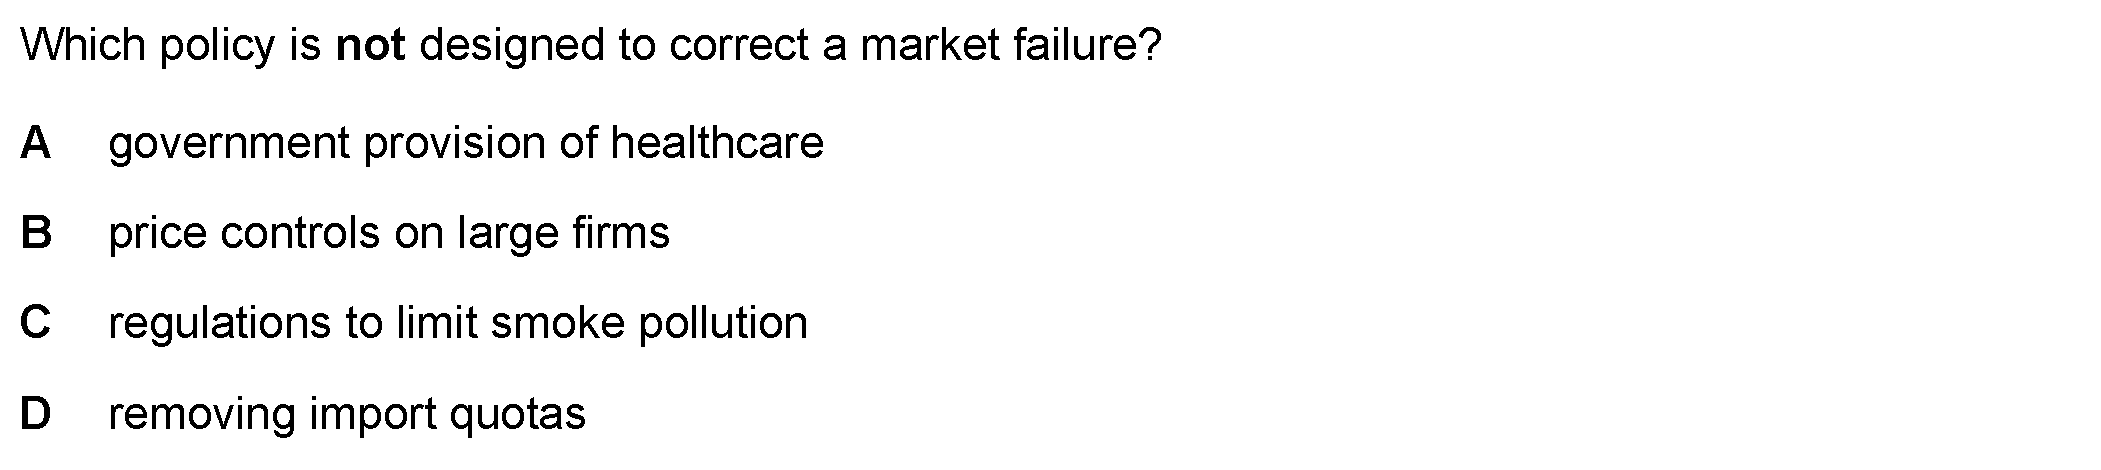 Which policy is not designed to correct a market failure?
A government provision of healthcare
B price controls on large firms
C regulations to limit smoke pollution
D removing import quotas